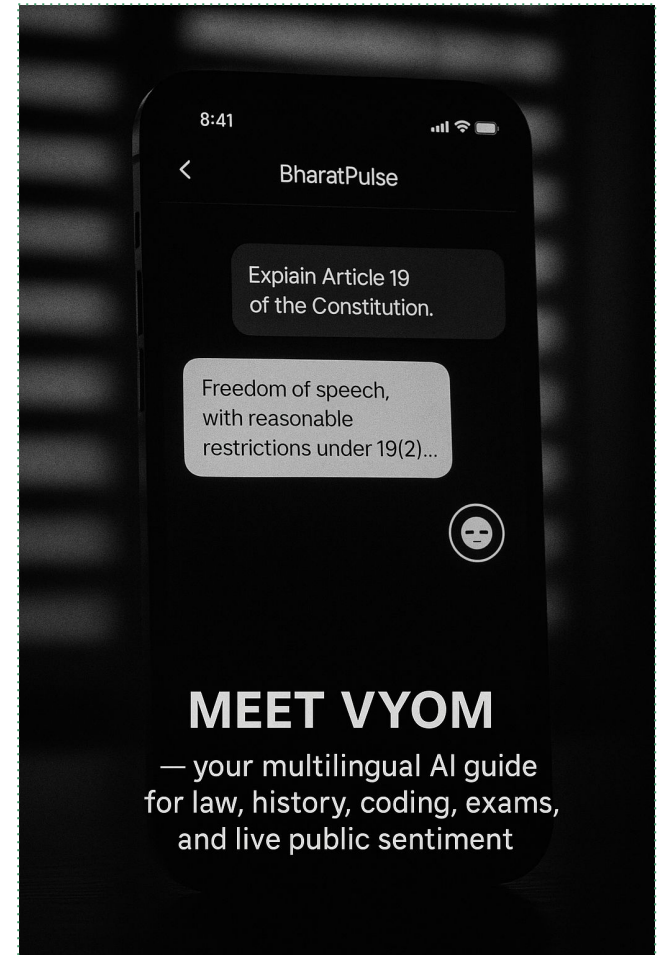 8:41
BharatPulse
Expiain Article 19
of the Constitution.
Freedom of speech,
with reasonable
restrictions under 19(2)...
MEET VYOM
— your multilingual AI guide
for law, history, coding, exams,
and live public sentiment